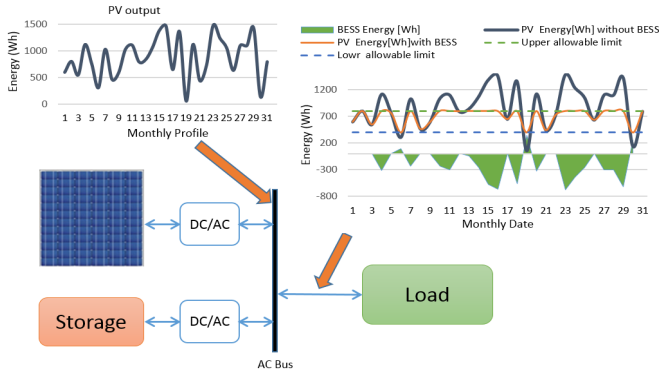 PV output
Energy (Wh)
1500
1000
500
0
1 3 5 7 9 11 13 15 17 19 21 23 25 27 29 31
Monthly Profile
BESS Energy [Wh]
PV Energy[Wh] without BESS
PV Energy[Wh]with BESS
Upper allowable limit
Lowr allowable limit
Energy (Wh)
1200
700
200
-300
-800
1 3 5 7 9 11 13 15 17 19 21 23 25 27 29 31
Monthly Date
DC/AC
Load
Storage
DC/AC
AC Bus